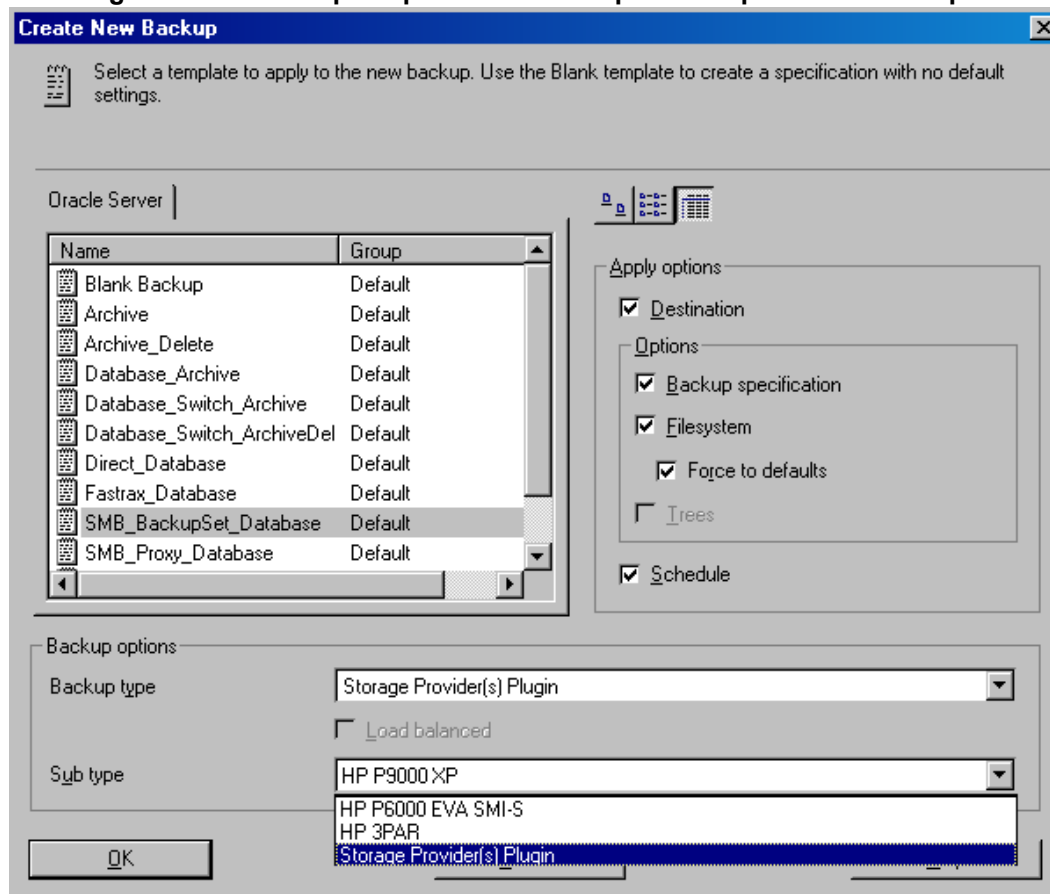 Create New Backup
Select a template to apply to the new backup. Use the Blank template to create a specification with no default
settings.
Oracle Server
Name Group
Blank Backup Default
Archive Default
Archive_Delete Default
Database_Archive Default
Database_Switch_Archive Default
Database_Switch_ArchiveDel Default
Direct_Database Default
Fastrax_Database Default
SMB_BackupSet_Database Default
SMB_Proxy_Database Default
Apply options
Destination
Options
Backup specification
Filesystem
Force to defaults
Trees
Schedule
Backup options
Backup type Storage Provider(s) Plugin
Load balanced
Sub type HP P9000 XP
HP P6000 EVA SMI-S
HP 3PAR
Storage Provider(s) Plugin
OK